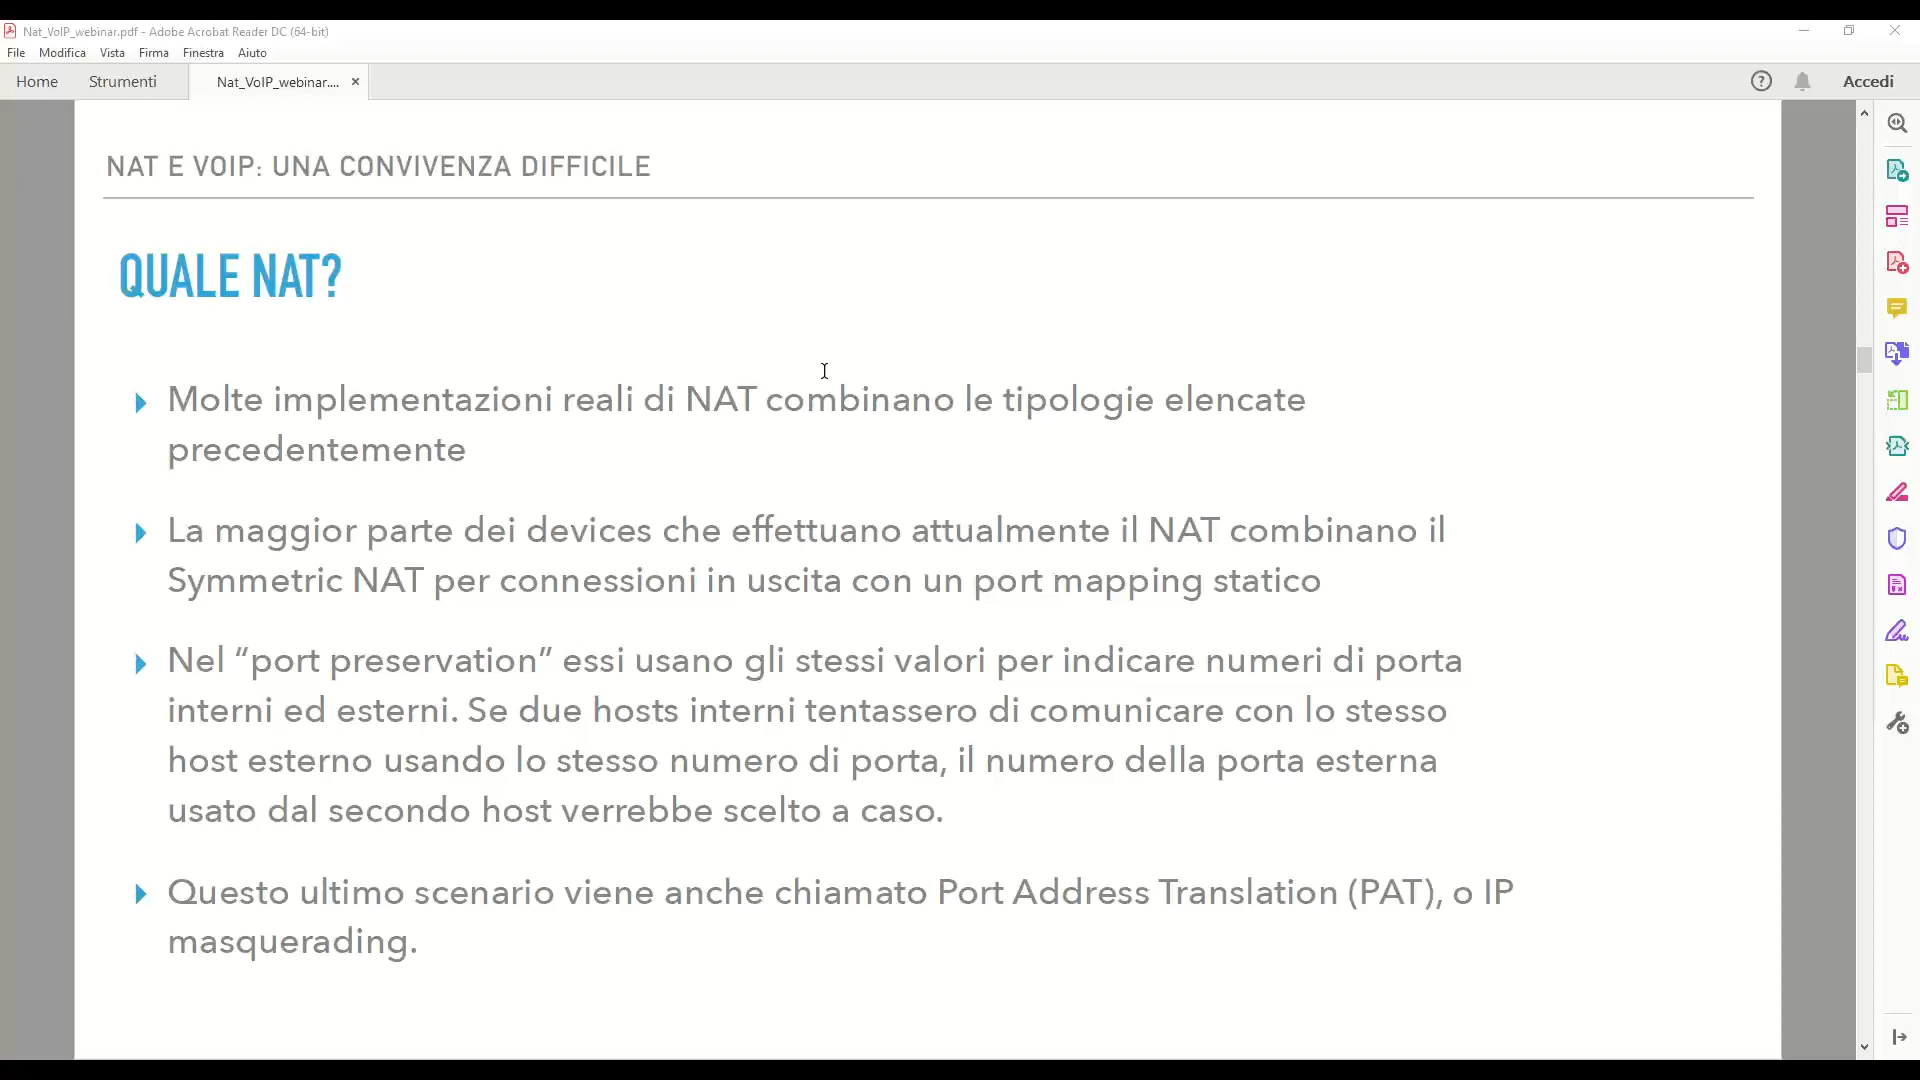 Nat_VoIP_webinar.pdf - Adobe Acrobat Reader DC (64-bit)
File Modifica Vista Firma Finestra Aiuto
Home Strumenti Nat_VoIP_webinar.... × Accedi
NAT E VOIP: UNA CONVIVENZA DIFFICILE
QUALE NAT?
Molte implementazioni reali di NAT combinano le tipologie elencate
precedentemente
La maggior parte dei devices che effettuano attualmente il NAT combinano il
Symmetric NAT per connessioni in uscita con un port mapping statico
Nel “port preservation” essi usano gli stessi valori per indicare numeri di porta
interni ed esterni. Se due hosts interni tentassero di comunicare con lo stesso
host esterno usando lo stesso numero di porta, il numero della porta esterna
usato dal secondo host verrebbe scelto a caso.
Questo ultimo scenario viene anche chiamato Port Address Translation (PAT), o IP
masquerading.